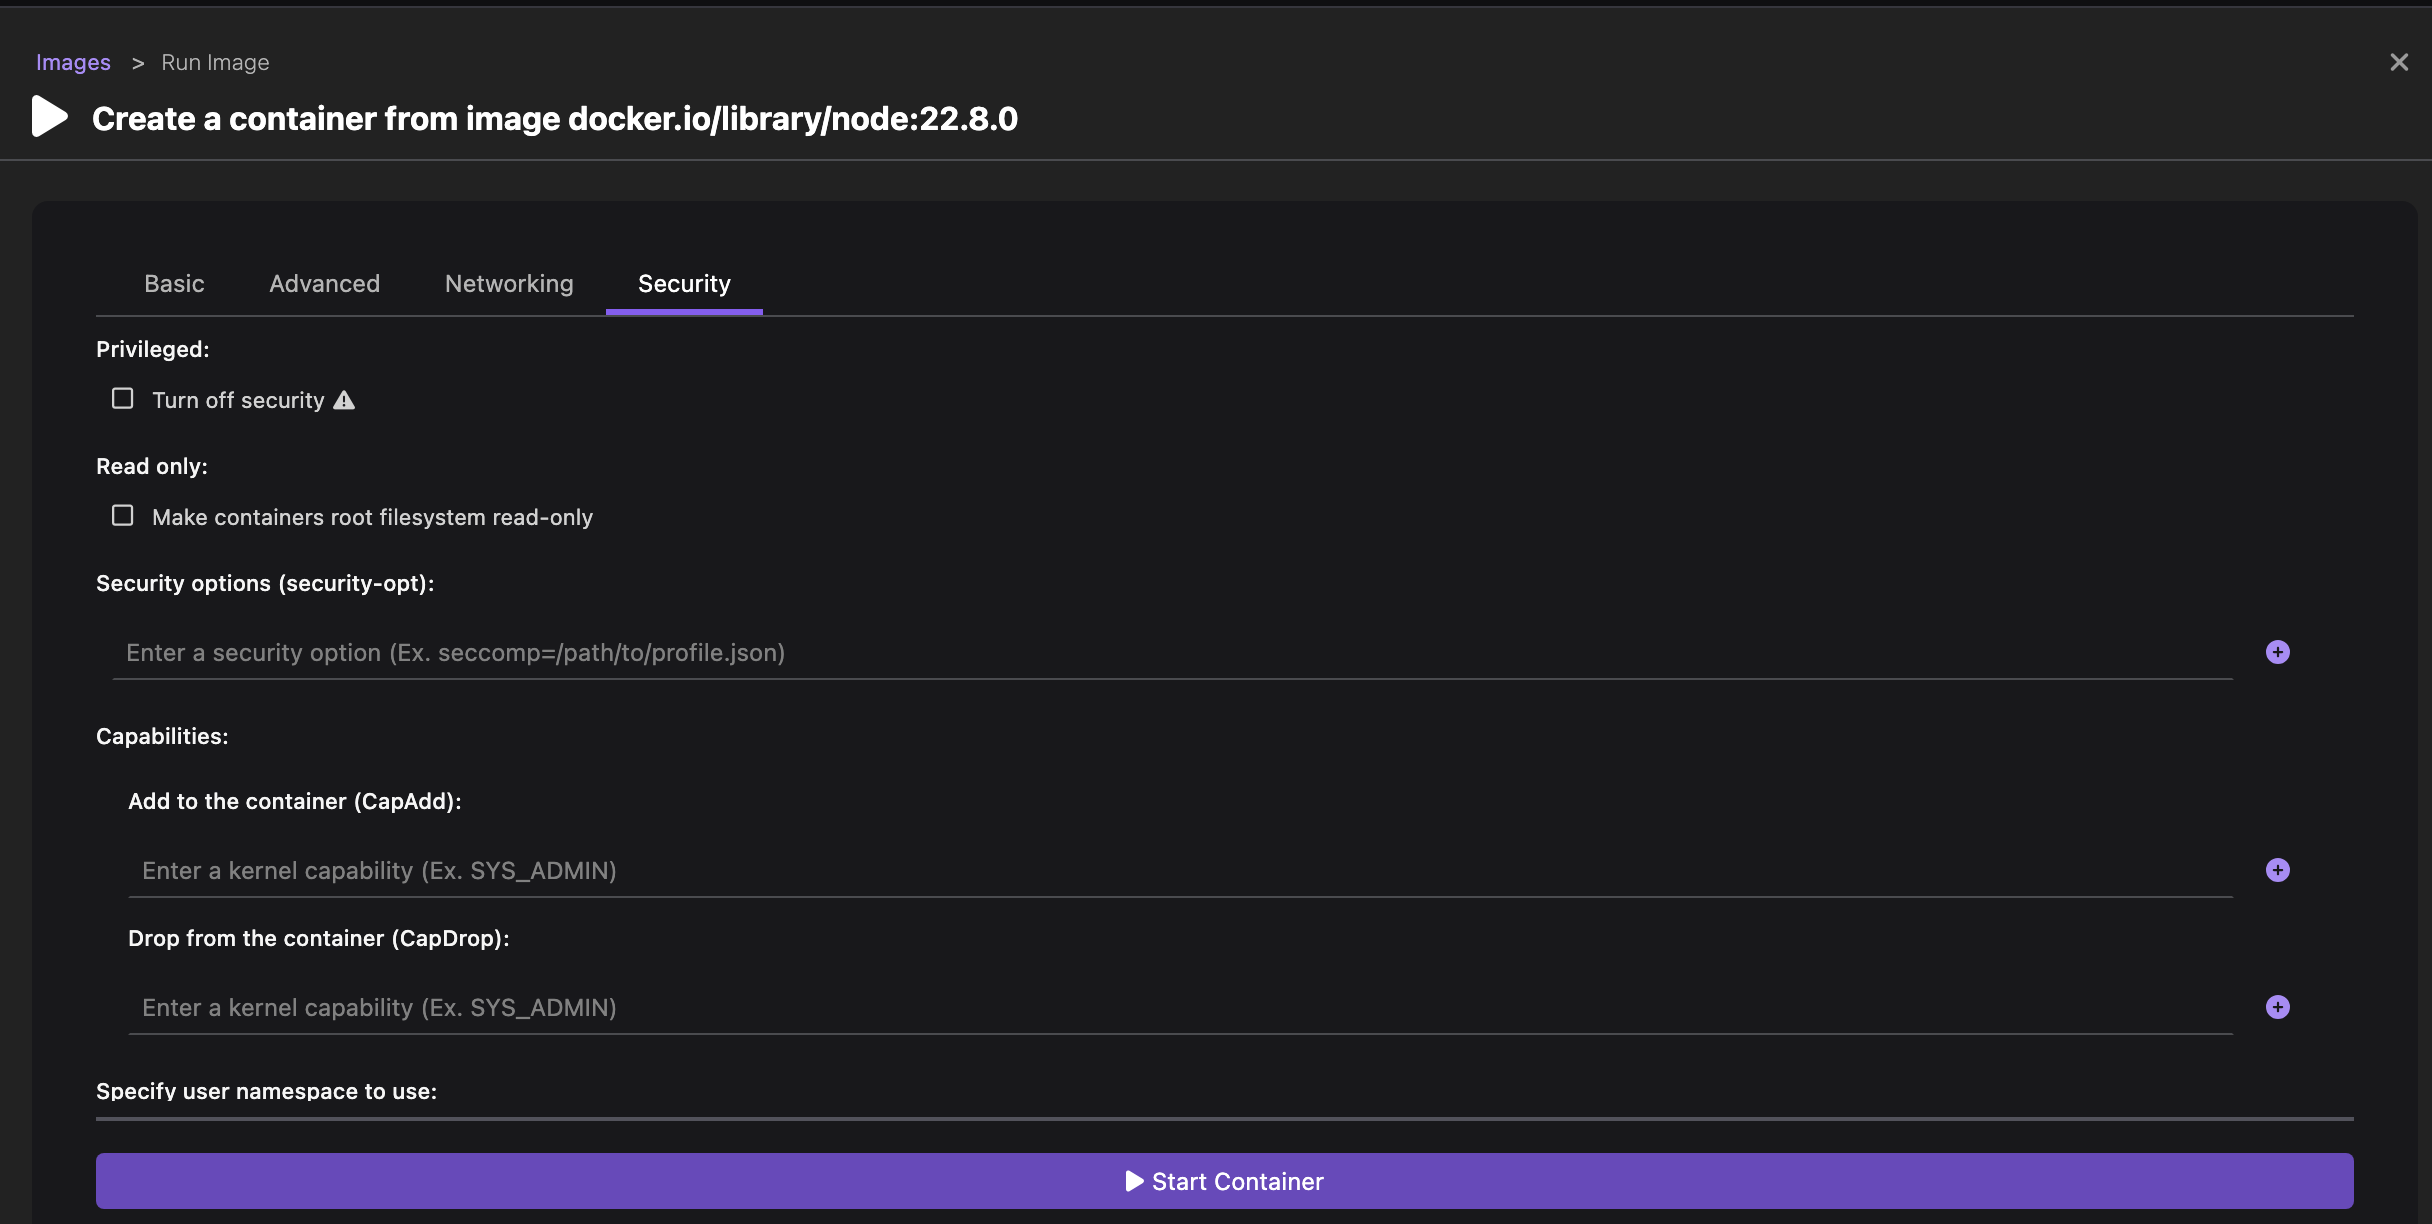 Images > Run Image
Create a container from image docker.io/library/node:22.8.0
Basic Advanced Networking Security
Privileged:
Turn off security
Read only:
Make containers root filesystem read-only
Security options (security-opt):
Enter a security option (Ex. seccomp=/path/to/profile.json)
Capabilities:
Add to the container (CapAdd):
Enter a kernel capability (Ex. SYS_ADMIN)
Drop from the container (CapDrop):
Enter a kernel capability (Ex. SYS_ADMIN)
Specify user namespace to use:
Start Container